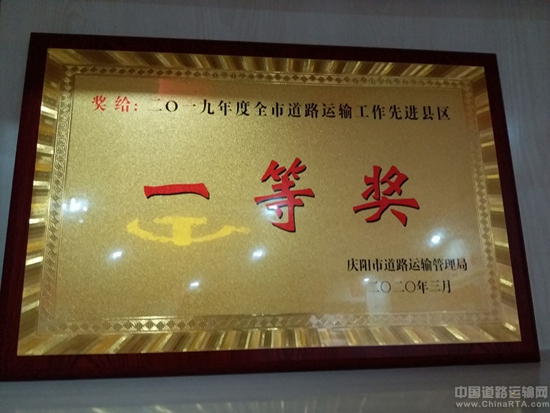 奖给：二〇一九年度全市道路运输工作先进县区
一等奖
庆阳市道路运输管理局
二〇二〇年三月
中国道路运输网
www.ChinaRTA.com